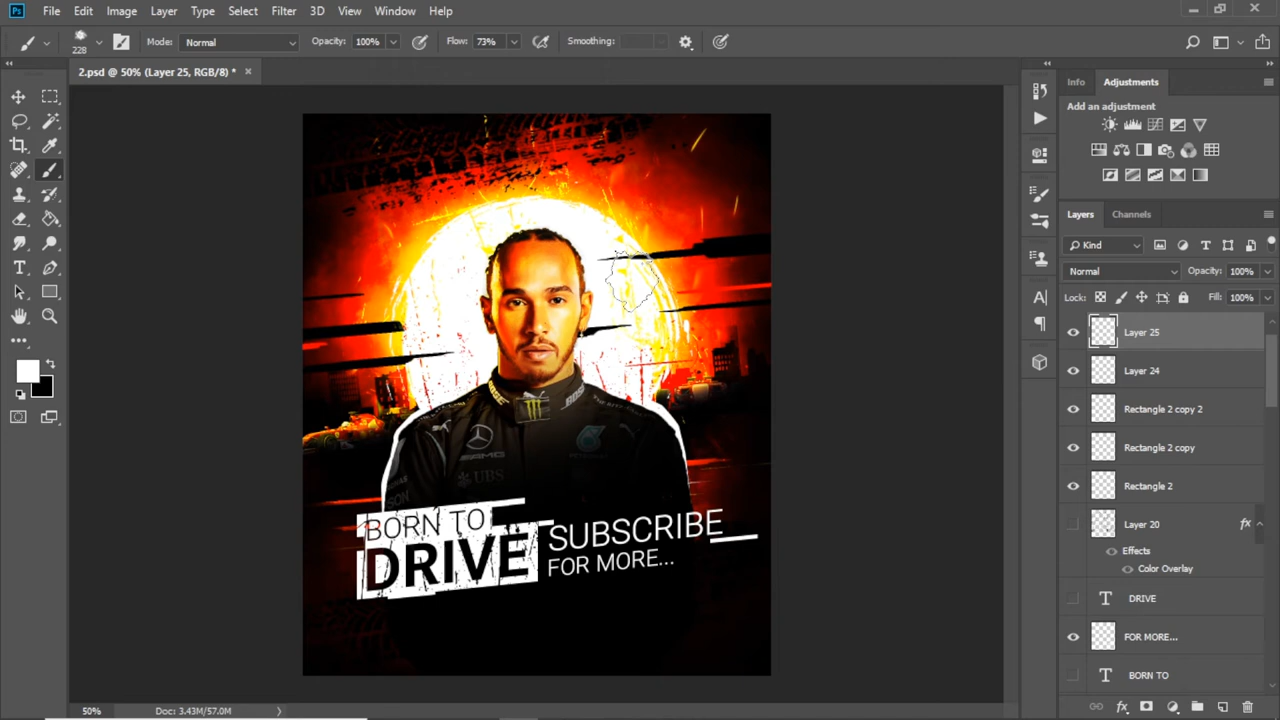 Ps File Edit Image Layer Type Select Filter 3D View Window Help
228 Mode: Normal Opacity: 100% Flow: 73% Smoothing:
2.psd @ 50% (Layer 25, RGB/8) * ×
Info Adjustments
Add an adjustment
Layers Channels
Kind
Normal Opacity: 100%
Lock: Fill: 100%
Layer 25
Layer 24
Rectangle 2 copy 2
Rectangle 2 copy
Rectangle 2
Layer 20 fx
Effects
Color Overlay
T DRIVE
FOR MORE...
T BORN TO
BOSE
AMG
UBS
BORN TO
DRIVE
SUBSCRIBE
FOR MORE...
50% Doc: 3.43M/57.0M